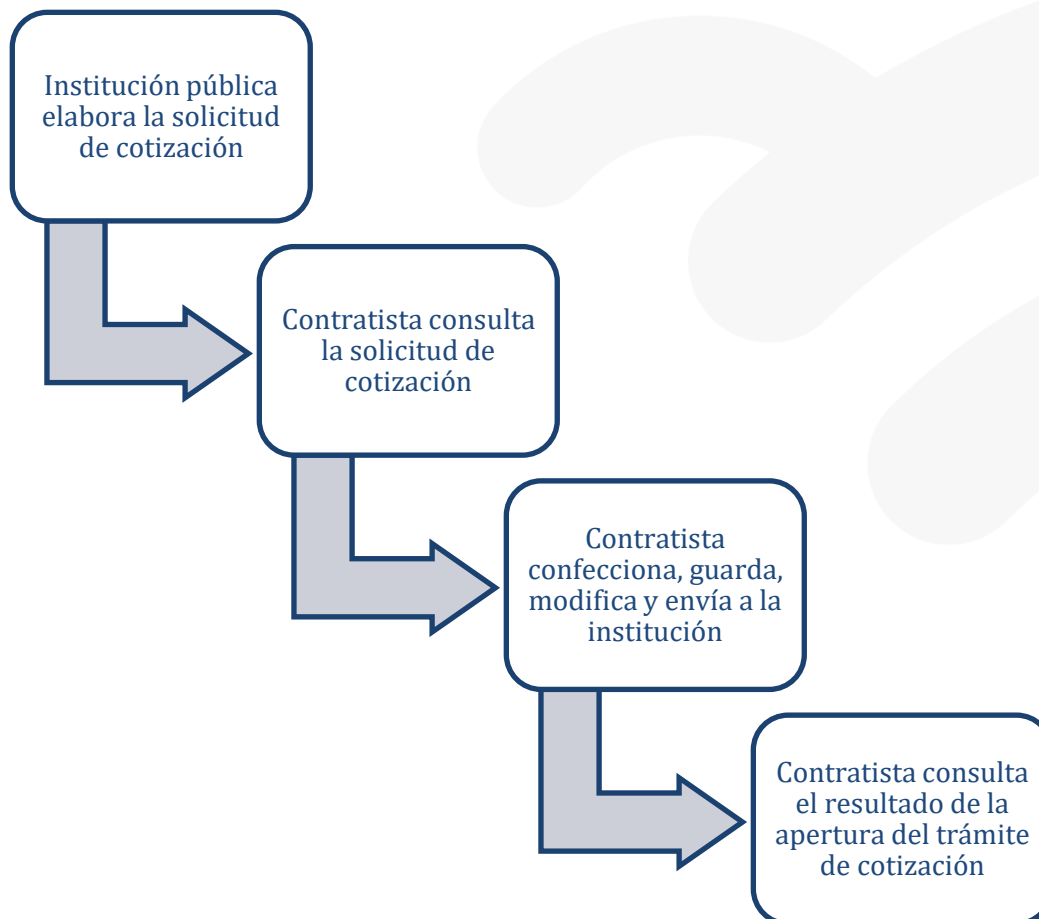 Institución pública
elabora la solicitud
de cotización
Contratista consulta
la solicitud de
cotización
Contratista
confecciona, guarda,
modifica y envía a la
institución
Contratista consulta
el resultado de la
apertura del trámite
de cotización